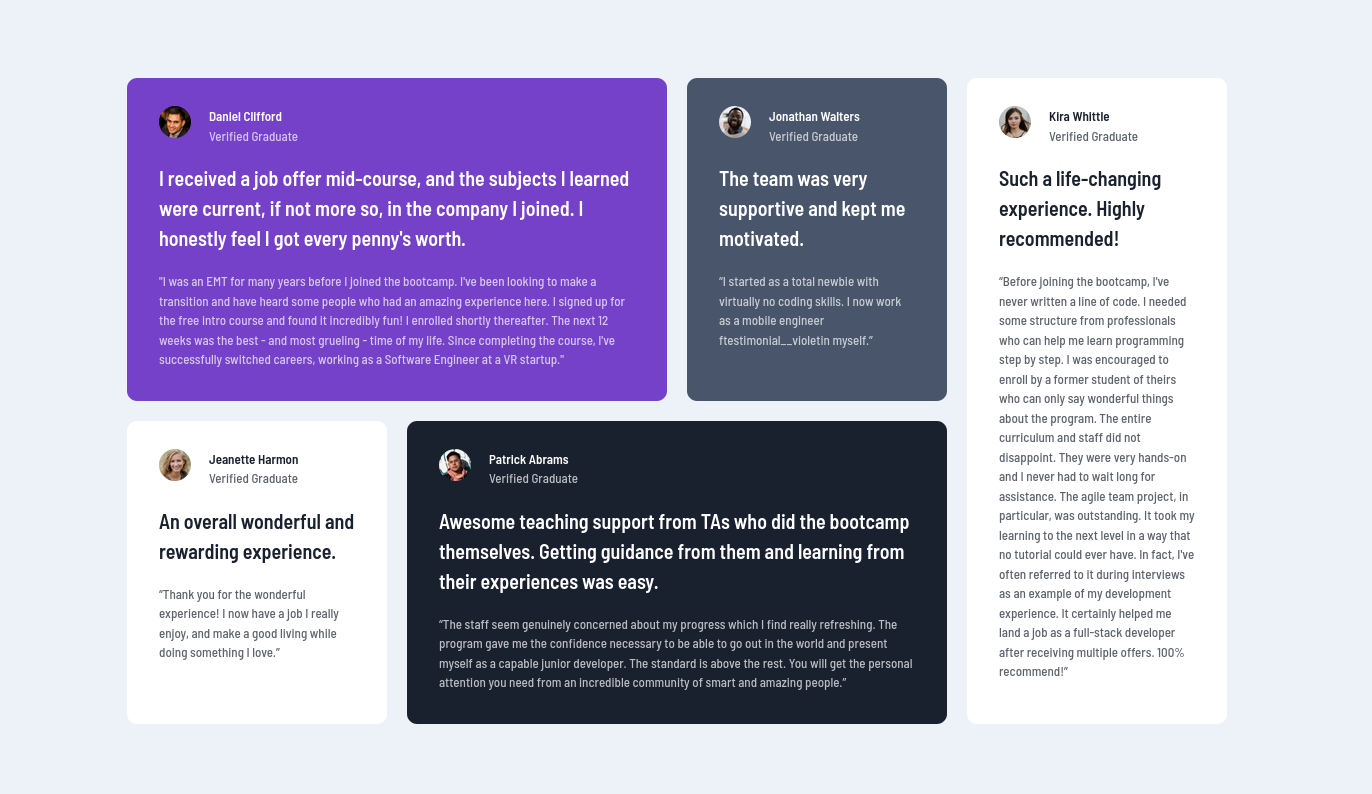 Daniel Clifford
Verified Graduate
I received a job offer mid-course, and the subjects I learned
were current, if not more so, in the company I joined. I
honestly feel I got every penny's worth.
"I was an EMT for many years before I joined the bootcamp. I've been looking to make a
transition and have heard some people who had an amazing experience here. I signed up for
the free intro course and found it incredibly fun! I enrolled shortly thereafter. The next 12
weeks was the best - and most grueling - time of my life. Since completing the course, I've
successfully switched careers, working as a Software Engineer at a VR startup."
Jonathan Walters
Verified Graduate
The team was very
supportive and kept me
motivated.
“I started as a total newbie with
virtually no coding skills. I now work
as a mobile engineer
ftestimonial__violetin myself.”
Kira Whittle
Verified Graduate
Such a life-changing
experience. Highly
recommended!
“Before joining the bootcamp, I've
never written a line of code. I needed
some structure from professionals
who can help me learn programming
step by step. I was encouraged to
enroll by a former student of theirs
who can only say wonderful things
about the program. The entire
curriculum and staff did not
disappoint. They were very hands-on
and I never had to wait long for
assistance. The agile team project, in
particular, was outstanding. It took my
learning to the next level in a way that
no tutorial could ever have. In fact, I've
often referred to it during interviews
as an example of my development
experience. It certainly helped me
land a job as a full-stack developer
after receiving multiple offers. 100%
recommend!”
Jeanette Harmon
Verified Graduate
An overall wonderful and
rewarding experience.
“Thank you for the wonderful
experience! I now have a job I really
enjoy, and make a good living while
doing something I love.”
Patrick Abrams
Verified Graduate
Awesome teaching support from TAs who did the bootcamp
themselves. Getting guidance from them and learning from
their experiences was easy.
“The staff seem genuinely concerned about my progress which I find really refreshing. The
program gave me the confidence necessary to be able to go out in the world and present
myself as a capable junior developer. The standard is above the rest. You will get the personal
attention you need from an incredible community of smart and amazing people.”